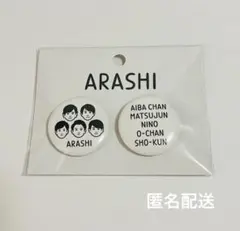 ARASHI
ARASHI
AIBA CHAN
MATSUJUN
NINO
O-CHAN
SHO-KUN
匿名配送